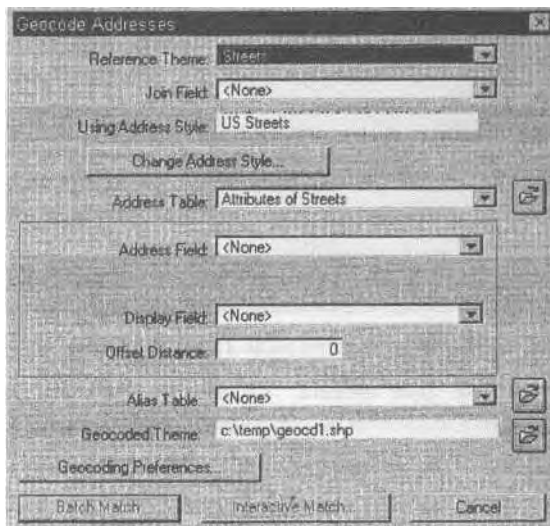 Geocode Addresses
Reference Theme: Streets
Join Field: <None>
Using Address Style: US Streets
Change Address Style...
Address Table: Attributes of Streets
Address Field: <None>
Display Field: <None>
Offset Distance: 0
Alias Table: <None>
Geocoded Theme: c:\temp\geocd1.shp
Geocoding Preferences...
Batch Match Interactive Match... Cancel